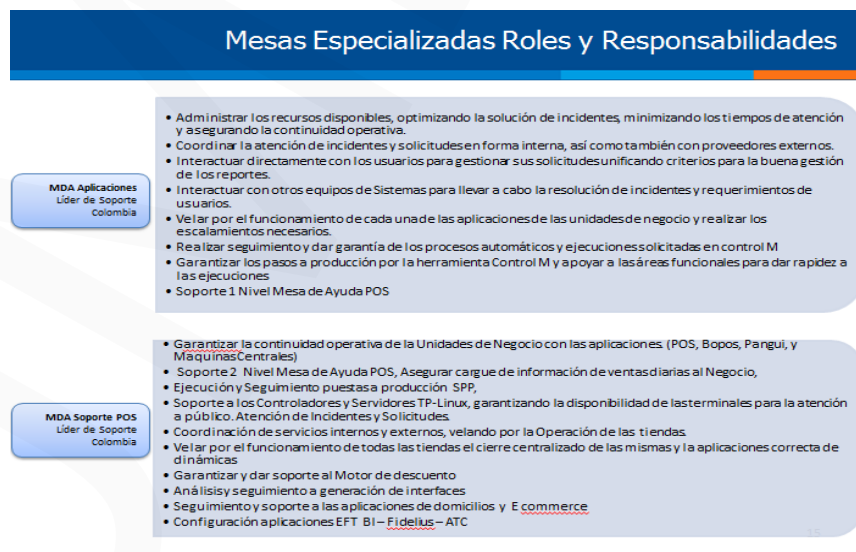 Mesas Especializadas Roles y Responsabilidades
MDA Aplicaciones
Líder de Soporte
Colombia
• Administrar los recursos disponibles, optimizando la solución de incidentes, minimizando los tiempos de atención
y asegurando la continuidad operativa.
• Coordinar la atención de incidentes y solicitudes en forma interna, así como también con proveedores externos.
• Interactuar directamente con los usuarios para gestionar sus solicitudes unificando criterios para la buena gestión
de los reportes.
• Interactuar con otros equipos de Sistemas para llevar a cabo la resolución de incidentes y requerimientos de
usuarios.
• Velar por el funcionamiento de cada una de las aplicaciones de las unidades de negocio y realizar los
escalamientos necesarios.
• Realizar seguimiento y dar garantía de los procesos automáticos y ejecuciones solicitadas en control M
• Garantizar los pasos a producción por la herramienta Control M y apoyar a las áreas funcionales para dar rapidez a
las ejecuciones
• Soporte 1 Nivel Mesa de Ayuda POS
MDA Soporte POS
Líder de Soporte
Colombia
• Garantizar la continuidad operativa de la Unidades de Negocio con las aplicaciones. (POS, Bopos, Pangui, y
Maquinas Centrales)
• Soporte 2 Nivel Mesa de Ayuda POS, Asegurar cargue de información de ventas diarias al Negocio,
• Ejecución y Seguimiento puestas a producción SPP,
• Soporte a los Controladores y Servidores TP-Linux, garantizando la disponibilidad de las terminales para la atención
a público. Atención de Incidentes y Solicitudes.
• Coordinación de servicios internos y externos, velando por la Operación de las tiendas.
• Velar por el funcionamiento de todas las tiendas el cierre centralizado de las mismas y la aplicaciones correcta de
dinámicas
• Garantizar y dar soporte al Motor de descuento
• Análisis y seguimiento a generación de interfaces
• Seguimiento y soporte a las aplicaciones de domicilios y E commerce
• Configuración aplicaciones EFT BI – Fidelius – ATC
15